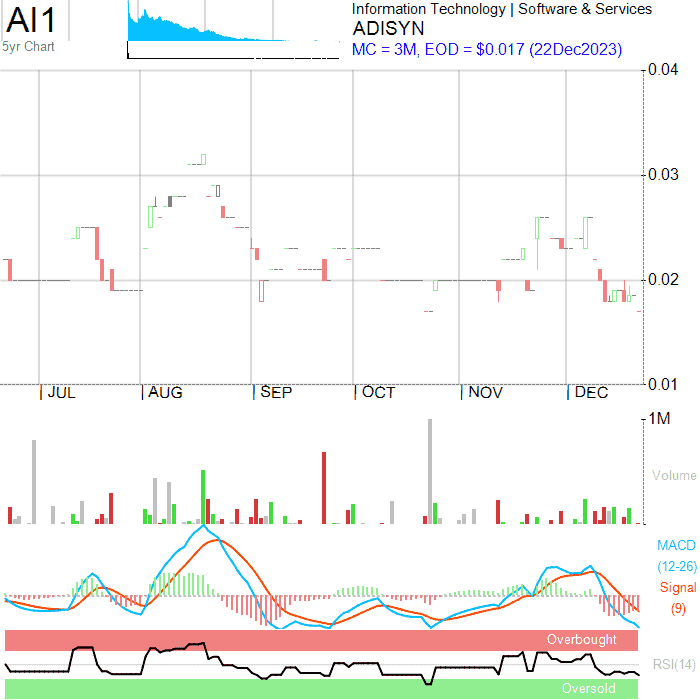 AI1
5yr Chart
Information Technology | Software & Services
ADISYN
MC = 3M, EOD = $0.017 (22Dec2023)
0.04
0.03
0.02
0.01
JUL AUG SEP OCT NOV DEC
1M
Volume
MACD
(12-26)
Signal
(9)
Overbought
RSI(14)
Oversold